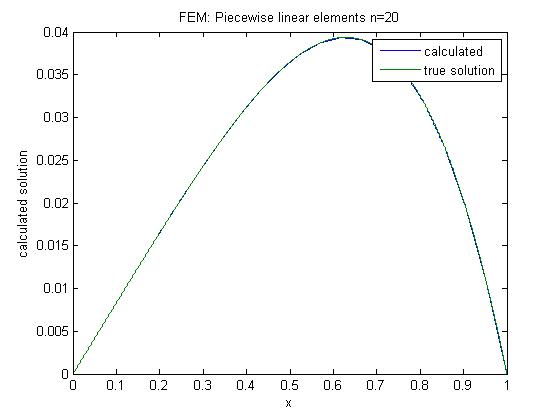 FEM: Piecewise linear elements n=20
calculated
true solution
calculated solution
0.04
0.035
0.03
0.025
0.02
0.015
0.01
0.005
0
0 0.1 0.2 0.3 0.4 0.5 0.6 0.7 0.8 0.9 1
x